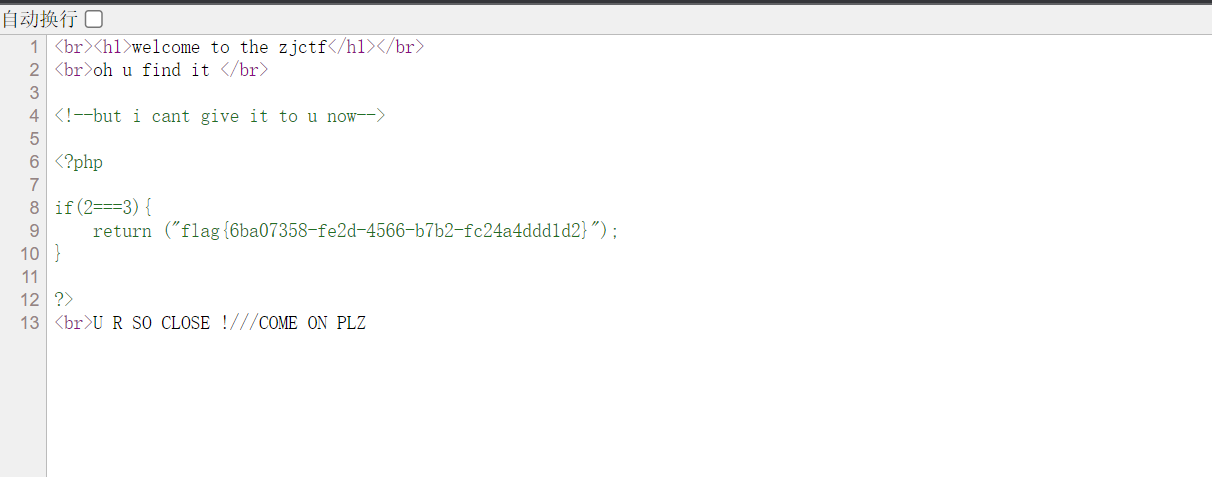 自动换行
1 <br><h1>welcome to the zjctf</h1></br>
2 <br>oh u find it </br>
3
4 <!--but i cant give it to u now-->
5
6 <?php
7
8 if(2===3){
9 return ("flag{6ba07358-fe2d-4566-b7b2-fc24a4ddd1d2}");
10 }
11
12 ?>
13 <br>U R SO CLOSE !///COME ON PLZ